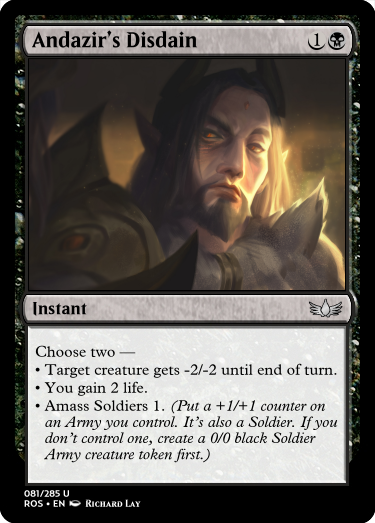 Andazir's Disdain 1
Instant
Choose two —
• Target creature gets -2/-2 until end of turn.
• You gain 2 life.
• Amass Soldiers 1. (Put a +1/+1 counter on
an Army you control. It's also a Soldier. If you
don't control one, create a 0/0 black Soldier
Army creature token first.)
081/285 U
ROS • EN Richard Lay